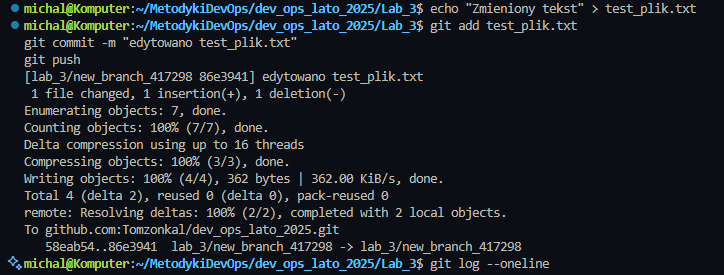 michal@Komputer:~/MetodykiDevOps/dev_ops_lato_2025/Lab_3$ echo "Zmieniony tekst" > test_plik.txt
michal@Komputer:~/MetodykiDevOps/dev_ops_lato_2025/Lab_3$ git add test_plik.txt
git commit -m "edytowano test_plik.txt"
git push
[lab_3/new_branch_417298 86e3941] edytowano test_plik.txt
 1 file changed, 1 insertion(+), 1 deletion(-)
Enumerating objects: 7, done.
Counting objects: 100% (7/7), done.
Delta compression using up to 16 threads
Compressing objects: 100% (3/3), done.
Writing objects: 100% (4/4), 362 bytes | 362.00 KiB/s, done.
Total 4 (delta 2), reused 0 (delta 0), pack-reused 0
remote: Resolving deltas: 100% (2/2), completed with 2 local objects.
To github.com:Tomzonkal/dev_ops_lato_2025.git
   58eab54..86e3941  lab_3/new_branch_417298 -> lab_3/new_branch_417298
michal@Komputer:~/MetodykiDevOps/dev_ops_lato_2025/Lab_3$ git log --oneline